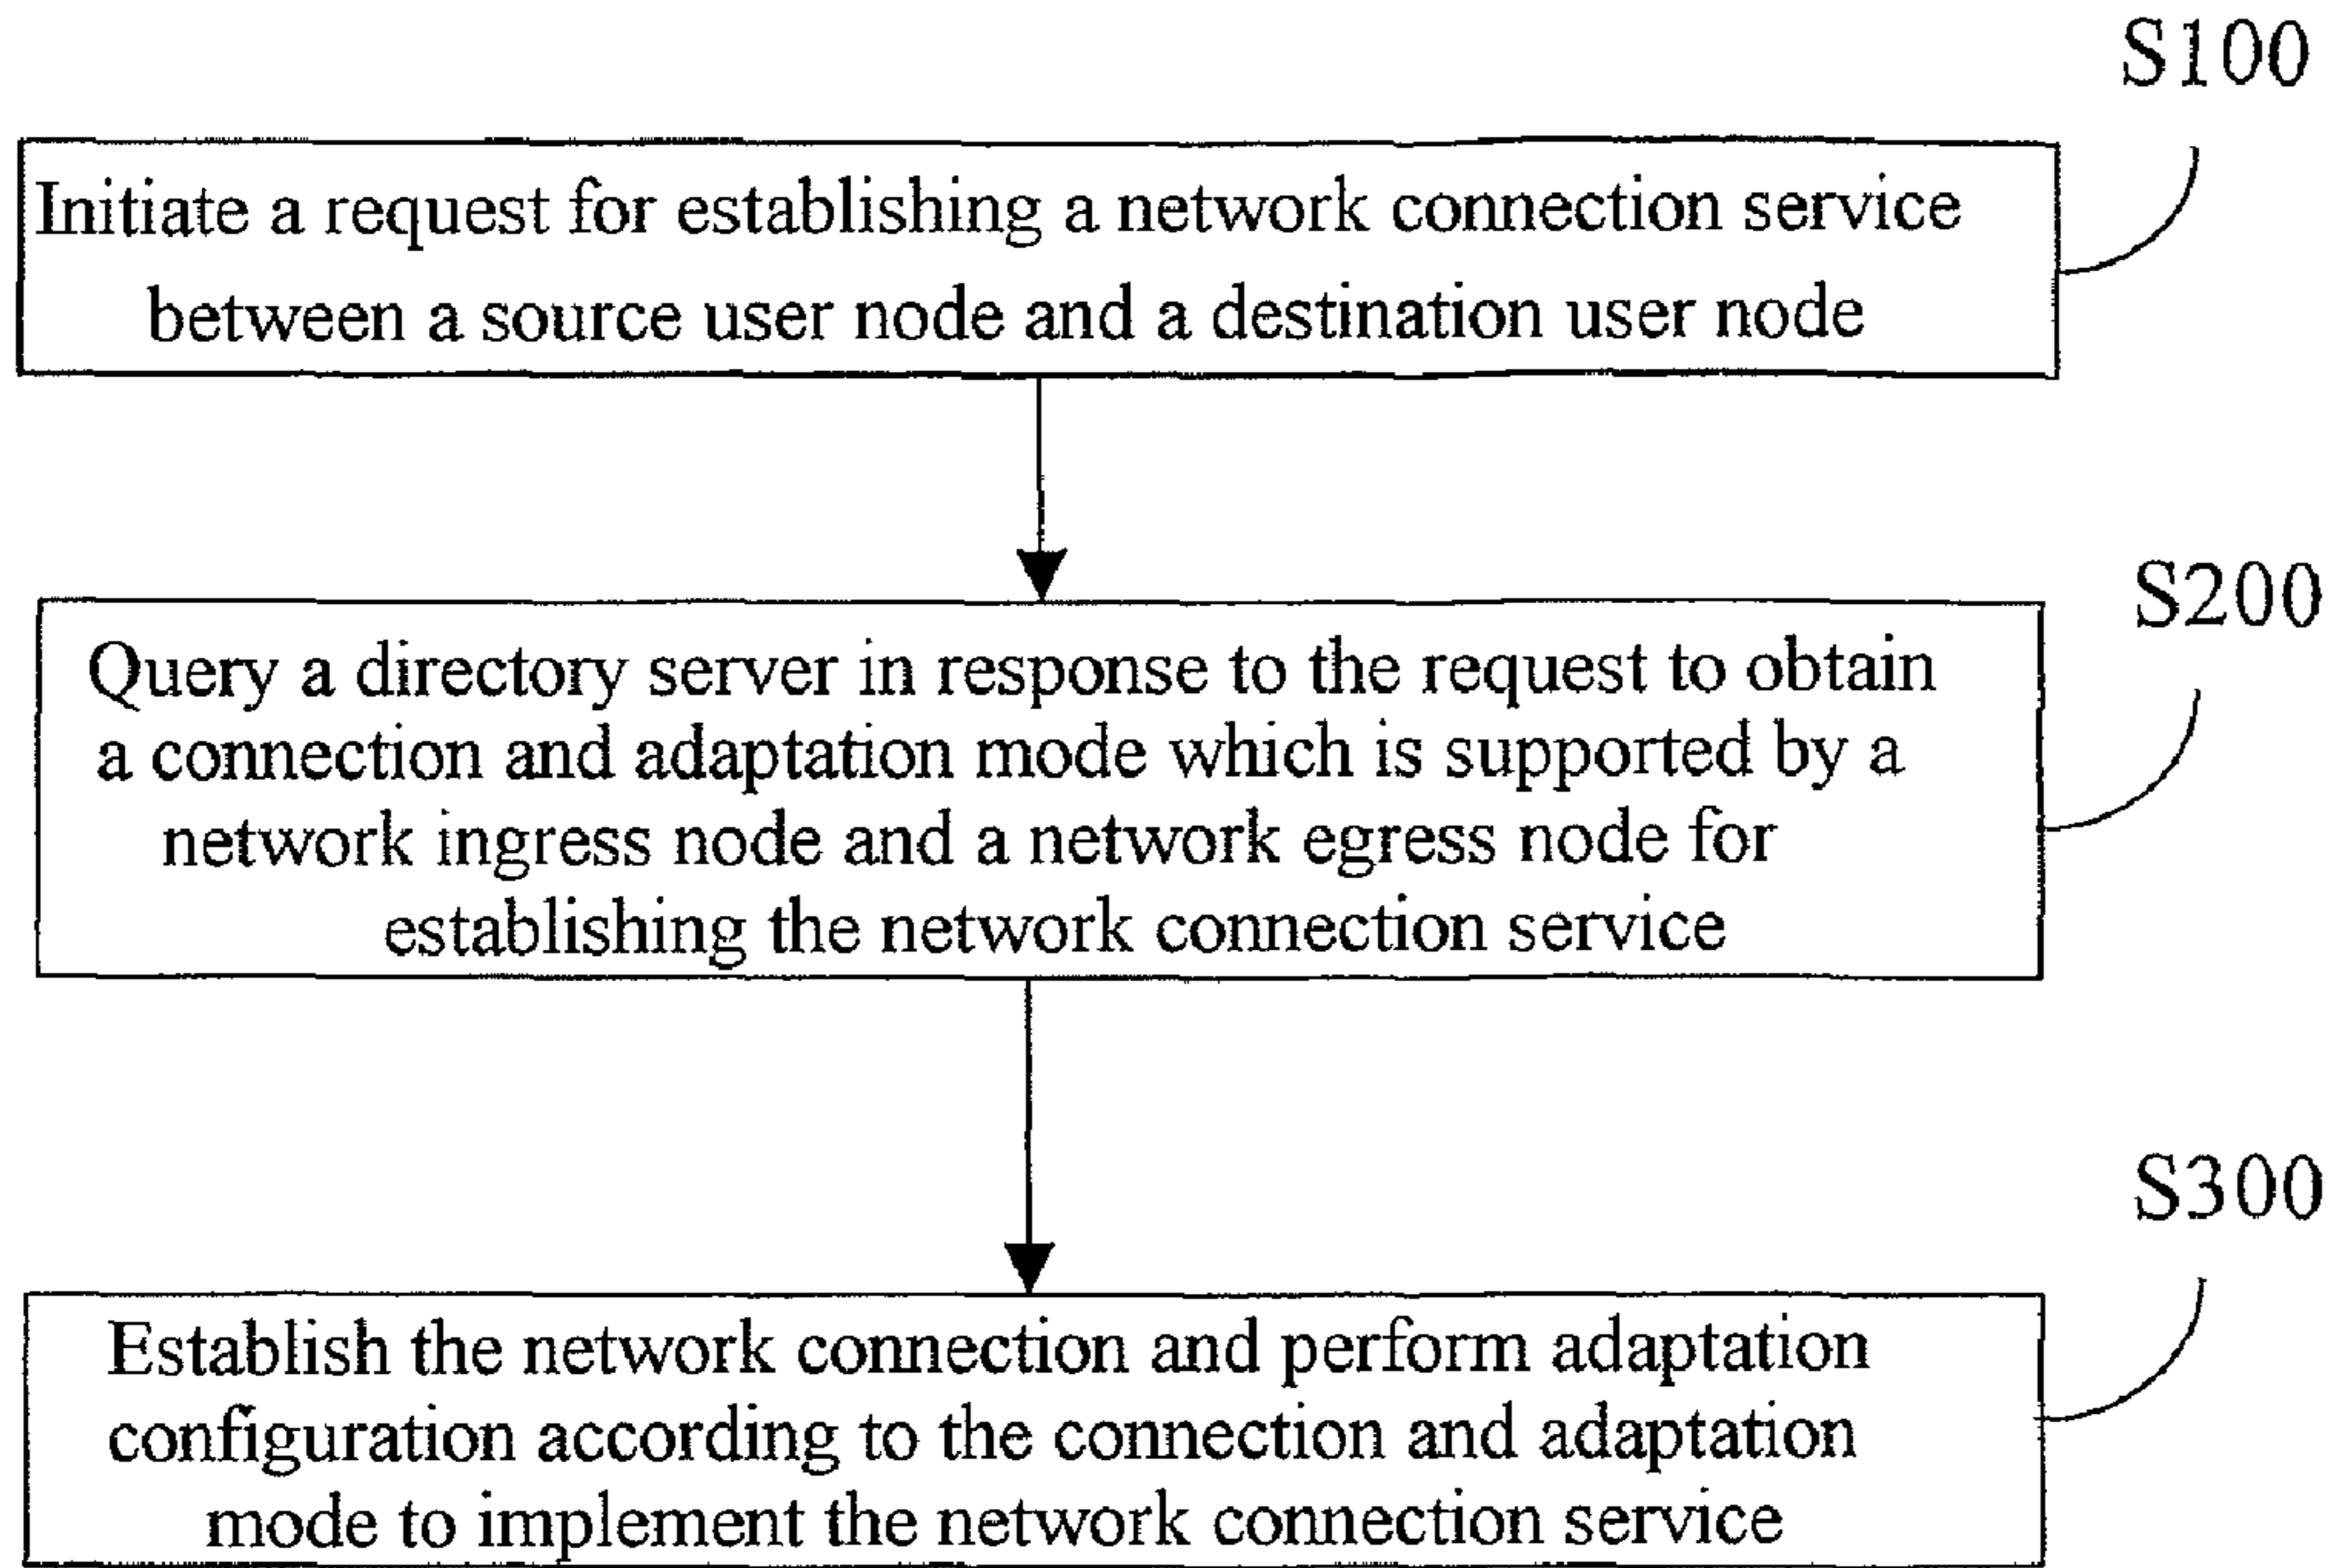 S100
Initiate a request for establishing a network connection service
between a source user node and a destination user node
S200
Query a directory server in response to the request to obtain
a connection and adaptation mode which is supported by a
network ingress node and a network egress node for
establishing the network connection service
S300
Establish the network connection and perform adaptation
configuration according to the connection and adaptation
mode to implement the network connection service